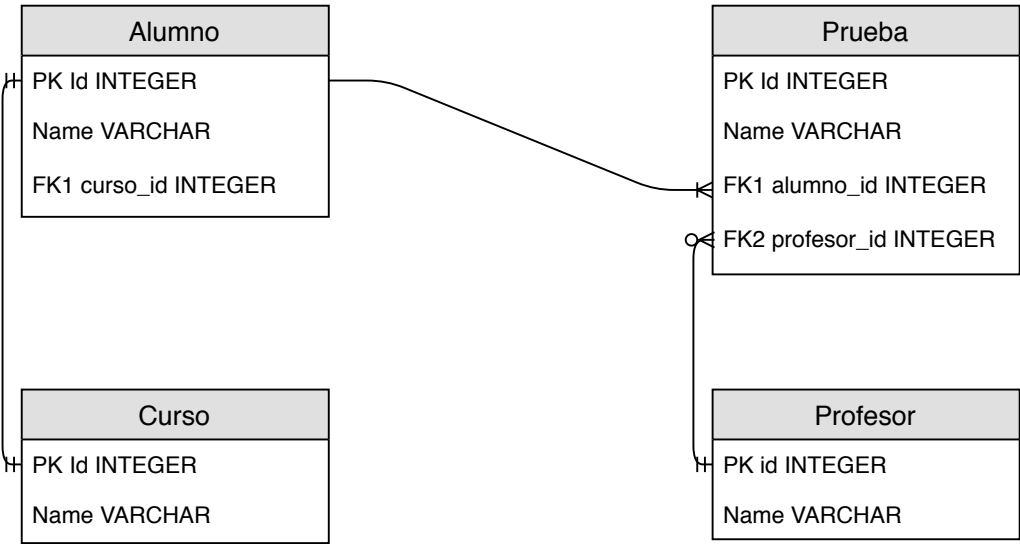 Alumno
PK Id INTEGER
Name VARCHAR
FK1 curso_id INTEGER
Prueba
PK Id INTEGER
Name VARCHAR
FK1 alumno_id INTEGER
FK2 profesor_id INTEGER
Curso
PK Id INTEGER
Name VARCHAR
Profesor
PK id INTEGER
Name VARCHAR